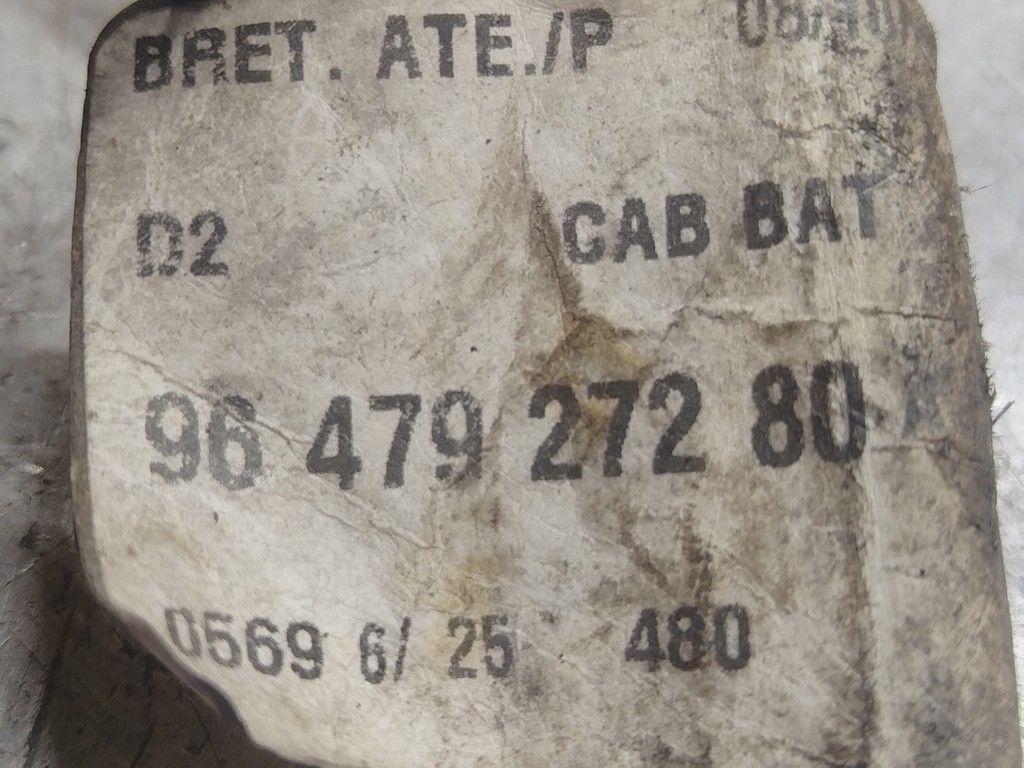 BRET. ATE./P
D2 CAB BAT
96 479 272 80
0569 6/ 25 480